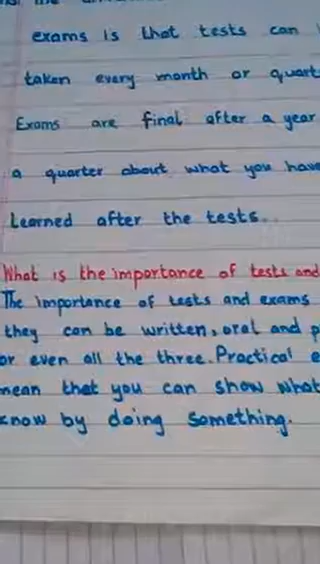 exams is that tests can
taken every month or quart
Exams are final after a year
a quarter about what you have
learned after the tests.
What is the importance of tests and
The importance of tests and exams
they can be written, oral and p
or even all the three. Practical e
mean that you can show what
know by doing something.